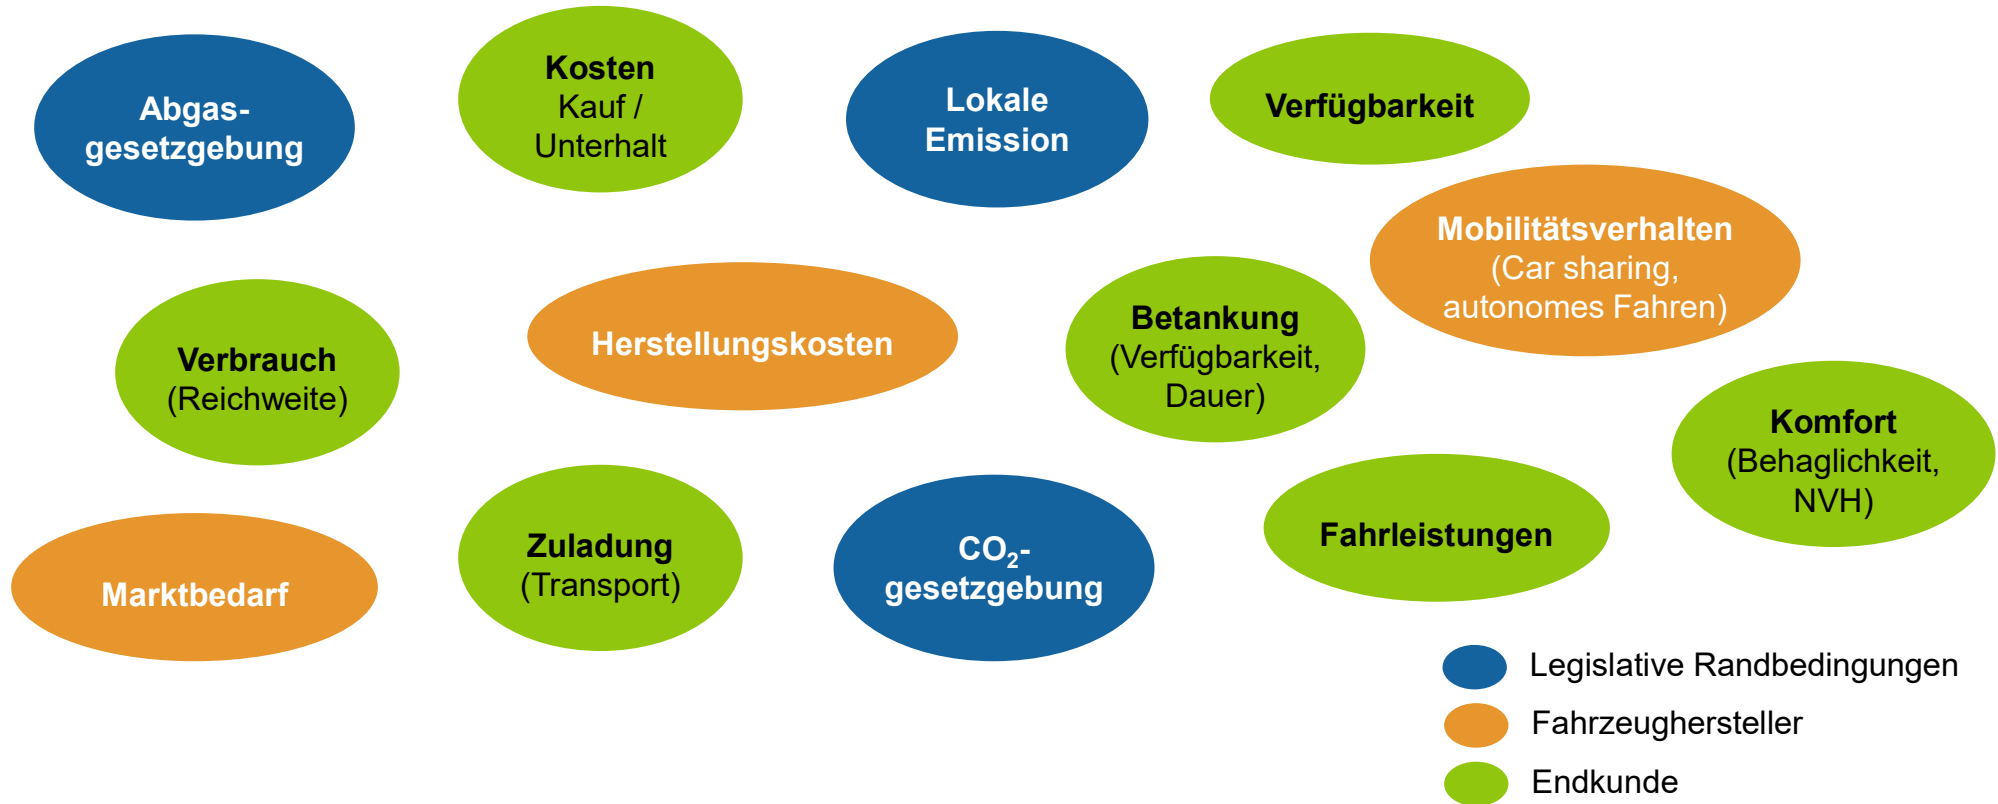 Abgas-
gesetzgebung
Kosten
Kauf /
Unterhalt
Lokale
Emission
Verfügbarkeit
Mobilitätsverhalten
(Car sharing,
autonomes Fahren)
Verbrauch
(Reichweite)
Herstellungskosten
Betankung
(Verfügbarkeit,
Dauer)
Komfort
(Behaglichkeit,
NVH)
Marktbedarf
Zuladung
(Transport)
CO₂-
gesetzgebung
Fahrleistungen
Legislative Randbedingungen
Fahrzeughersteller
Endkunde